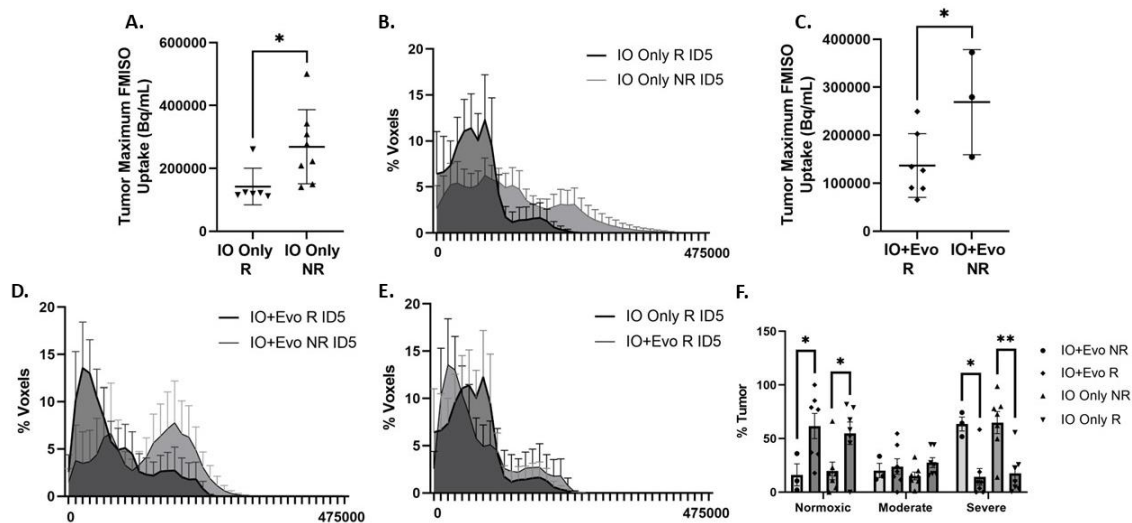 A.
Tumor Maximum FMISO
Uptake (Bq/mL)
600000
400000
200000
0
*
IO Only
R
IO Only
NR
B.
% Voxels
20
15
10
5
0
IO Only R ID5
IO Only NR ID5
0
475000
C.
Tumor Maximum FMISO
Uptake (Bq/mL)
400000
300000
200000
100000
0
*
IO+Evo
R
IO+Evo
NR
D.
% Voxels
20
15
10
5
0
IO+Evo R ID5
IO+Evo NR ID5
0
475000
E.
% Voxels
20
15
10
5
0
IO Only R ID5
IO+Evo R ID5
0
475000
F.
% Tumor
150
100
50
0
*
*
*
**
Normoxic
Moderate
Severe
IO+Evo NR
IO+Evo R
IO Only NR
IO Only R